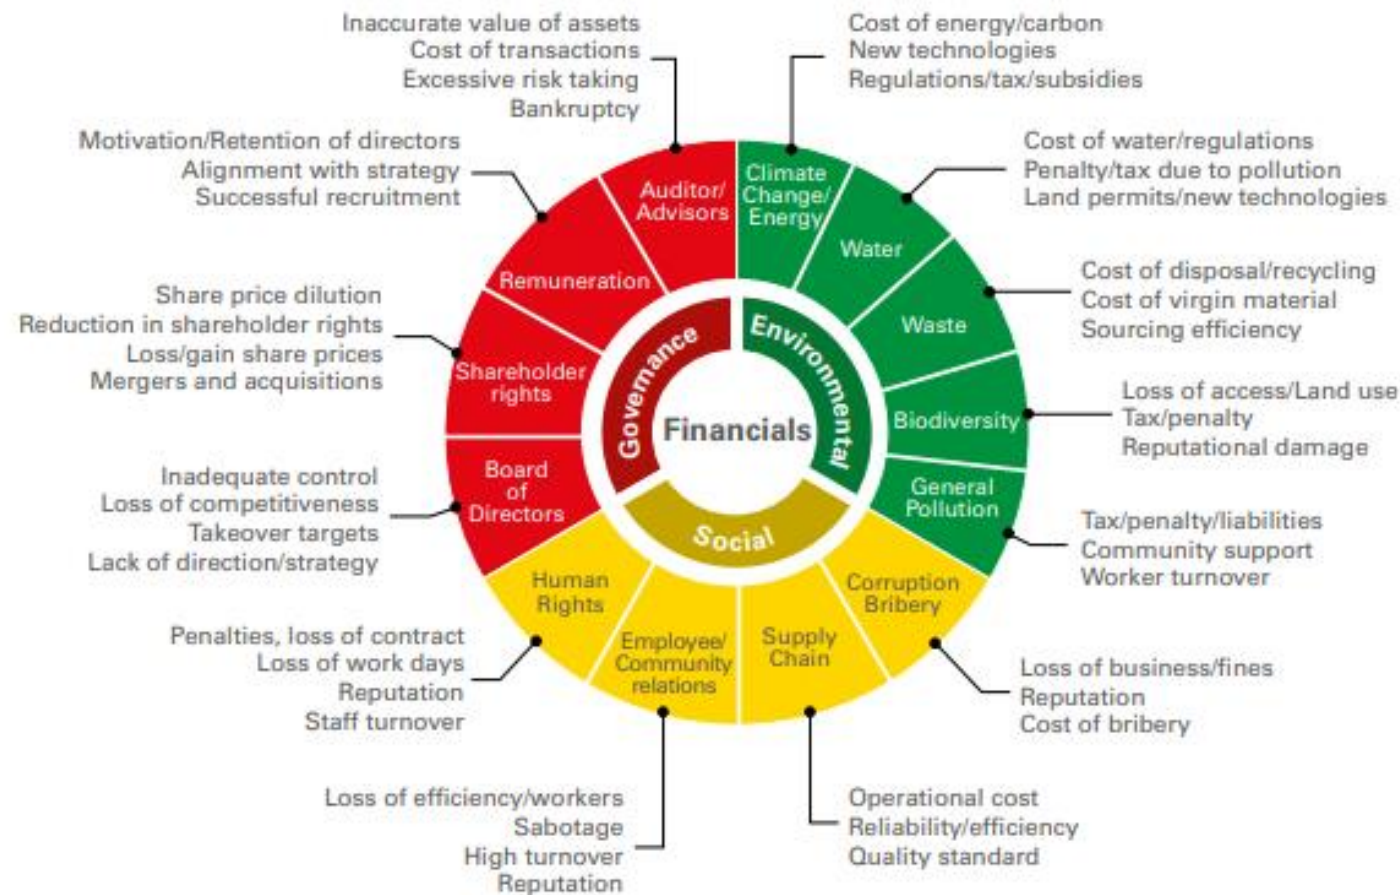 Inaccurate value of assets
Cost of transactions
Excessive risk taking
Bankruptcy
Cost of energy/carbon
New technologies
Regulations/tax/subsidies
Motivation/Retention of directors
Alignment with strategy
Successful recruitment
Cost of water/regulations
Penalty/tax due to pollution
Land permits/new technologies
Share price dilution
Reduction in shareholder rights
Loss/gain share prices
Mergers and acquisitions
Cost of disposal/recycling
Cost of virgin material
Sourcing efficiency
Inadequate control
Loss of competitiveness
Takeover targets
Lack of direction/strategy
Loss of access/Land use
Tax/penalty
Reputational damage
Tax/penalty/liabilities
Community support
Worker turnover
Penalties, loss of contract
Loss of work days
Reputation
Staff turnover
Loss of business/fines
Reputation
Cost of bribery
Loss of efficiency/workers
Sabotage
High turnover
Reputation
Operational cost
Reliability/efficiency
Quality standard
Auditor/
Advisors
Climate
Change/
Energy
Remuneration
Water
Shareholder
rights
Waste
Board
of
Directors
Biodiversity
General
Pollution
Human
Rights
Employee/
Community
relations
Supply
Chain
Corruption
Bribery
Governance
Environmental
Social
Financials